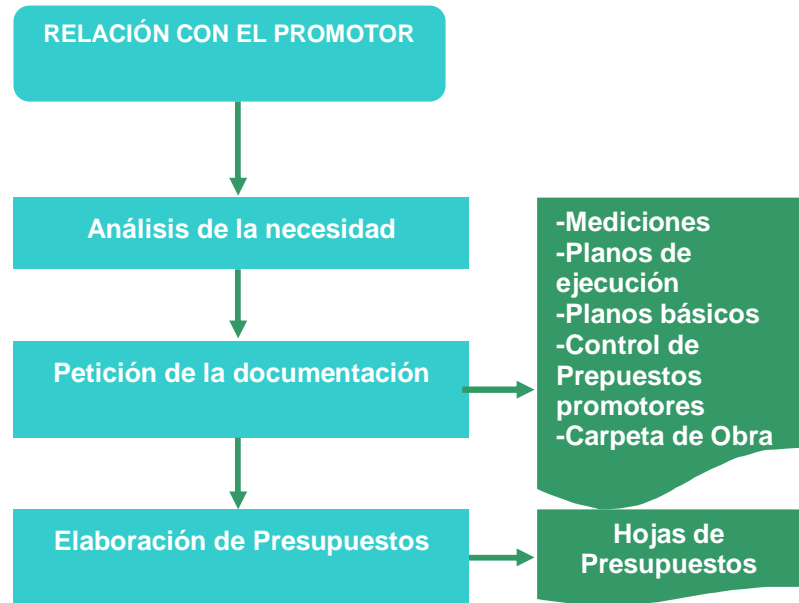 RELACIÓN CON EL PROMOTOR
Análisis de la necesidad
-Mediciones
-Planos de
ejecución
-Planos básicos
-Control de
Prepuestos
promotores
-Carpeta de Obra
Petición de la documentación
Elaboración de Presupuestos
Hojas de
Presupuestos